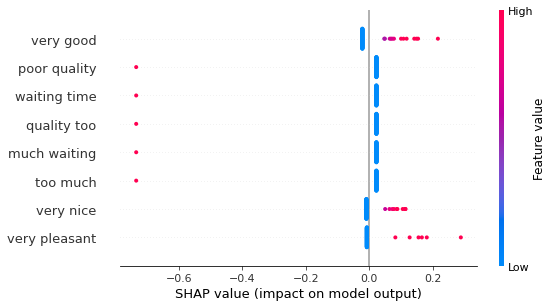 High
very good
poor quality
waiting time
quality too
much waiting
too much
very nice
very pleasant
Feature value
Low
−0.6 −0.4 −0.2 0.0 0.2
SHAP value (impact on model output)